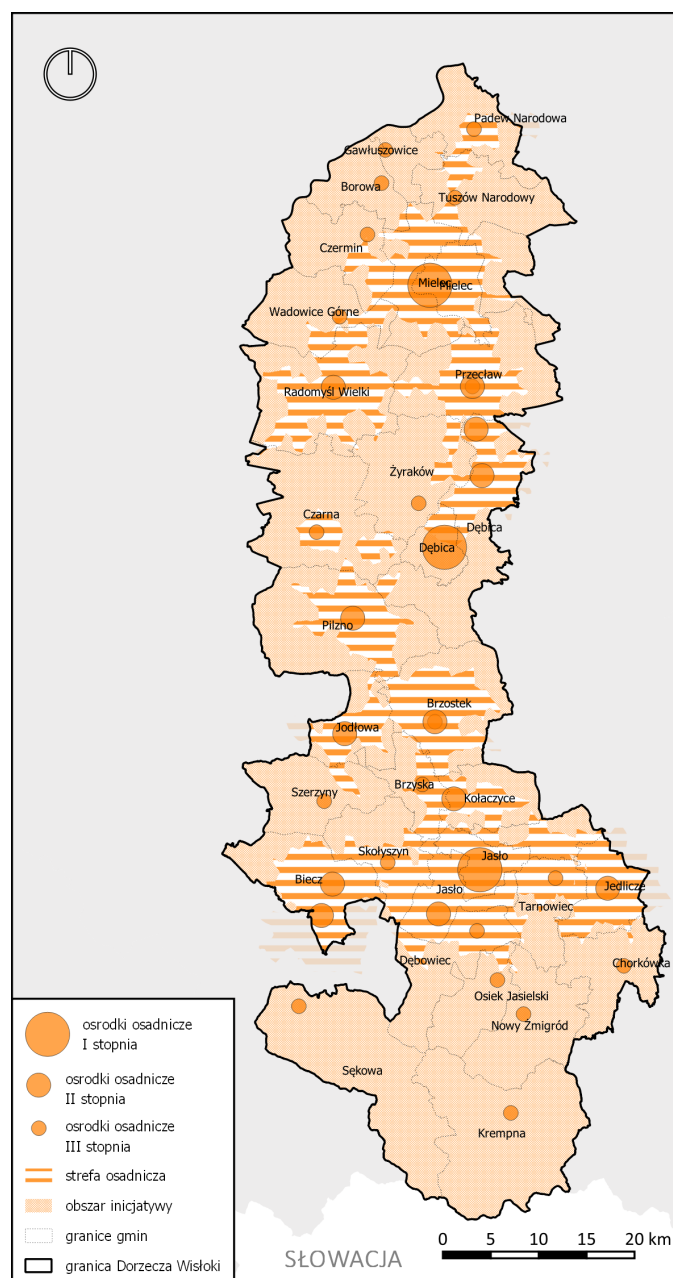 Padew Narodowa
Gawłuszowice
Borowa
Tuszów Narodowy
Czermin
Mielec
Mielec
Wadowice Górne
Przecław
Radomyśl Wielki
Żyraków
Czarna
Dębica
Dębica
Pilzno
Brzostek
Jodłowa
Brzyska
Szerzyny
Kołaczyce
Skołyszyn
Jasło
Biecz
Jasło
Jedlicze
Tarnowiec
Dębowiec
Chorkówka
Osiek Jasielski
Nowy Żmigród
Sękowa
Krempna
osrodki osadnicze
I stopnia
osrodki osadnicze
II stopnia
osrodki osadnicze
III stopnia
strefa osadnicza
obszar inicjatywy
granice gmin
granica Dorzecza Wisłoki
SŁOWACJA
0 5 10 15 20 km